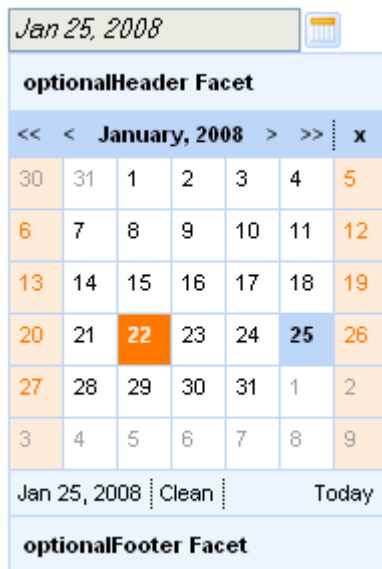 Jan 25, 2008
optionalHeader Facet
<< < January, 2008 > >> x
30 31 1 2 3 4 5
6 7 8 9 10 11 12
13 14 15 16 17 18 19
20 21 22 23 24 25 26
27 28 29 30 31 1 2
3 4 5 6 7 8 9
Jan 25, 2008 Clean Today
optionalFooter Facet